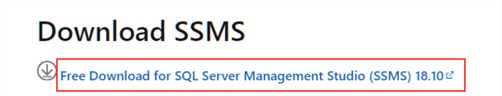 Download SSMS
Free Download for SQL Server Management Studio (SSMS) 18.10